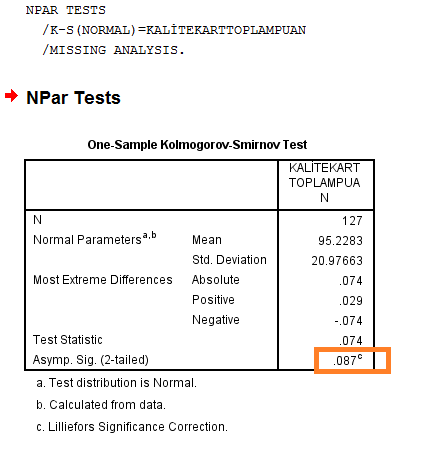 NPAR TESTS
/K-S(NORMAL)=KALİTEKARTTOPLAMPUAN
/MISSING ANALYSIS.
NPar Tests
One-Sample Kolmogorov-Smirnov Test
KALİTEKART
TOPLAMPUA
N
N 127
Normal Parameters a,b Mean 95.2283
Std. Deviation 20.97663
Most Extreme Differences Absolute .074
Positive .029
Negative -.074
Test Statistic .074
Asymp. Sig. (2-tailed) .087 c
a. Test distribution is Normal.
b. Calculated from data.
c. Lilliefors Significance Correction.